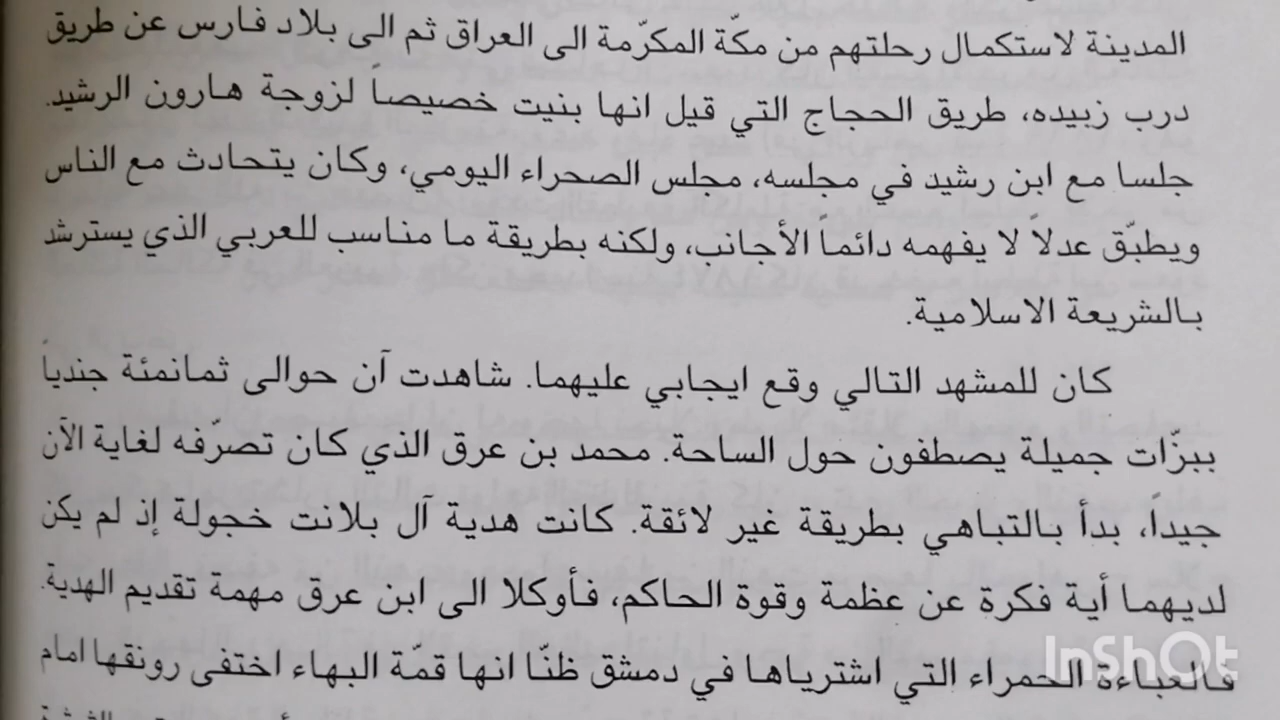 المدينة لاستكمال رحلتهم من مكّة المكرّمة الى العراق ثم الى بلاد فارس عن طريق
درب زبيده، طريق الحجاج التي قبل انها بنيت خصيصاً لزوجة هارون الرشيد.
جلسا مع ابن رشيد في مجلسه، مجلس الصحراء اليومي، وكان يتحادث مع الناس
ويطبّق عدلاً لا يفهمه دائماً الأجانب، ولكنه بطريقة ما مناسب للعربي الذي يسترشد
بالشريعة الاسلامية.
كان للمشهد التالي وقع ايجابي عليهما. شاهدت آن حوالى ثمانمئة جندياً
ببزّات جميلة يصطفون حول الساحة. محمد بن عرق الذي كان تصرّفه لغاية الآن
جيداً، بدأ بالتباهي بطريقة غير لائقة. كانت هدية آل بلانت خجولة إذ لم يكن
لديهما أية فكرة عن عظمة وقوة الحاكم، فأوكلا الى ابن عرق مهمة تقديم الهدية.
فالعباءة الحمراء التي اشترياها في دمشق ظنّا انها قمّة البهاء اختفى رونقها امام
InShOt